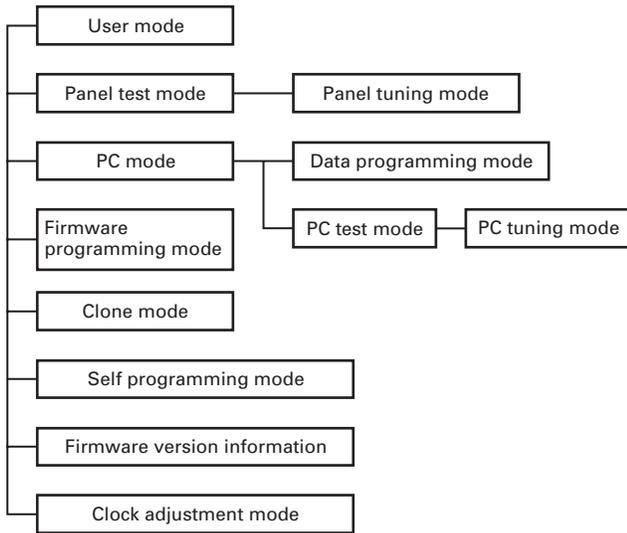 User mode
Panel test mode
Panel tuning mode
PC mode
Data programming mode
Firmware
programming mode
PC test mode
PC tuning mode
Clone mode
Self programming mode
Firmware version information
Clock adjustment mode